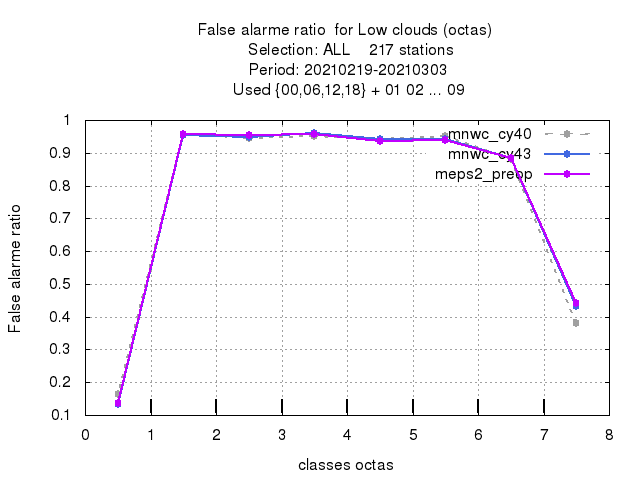 False alarme ratio  for Low clouds (octas)
Selection: ALL    217 stations
Period: 20210219-20210303
Used {00,06,12,18} + 01 02 ... 09
mnwc_cy40
mnwc_cy43
meps2_preop
False alarme ratio
1
0.9
0.8
0.7
0.6
0.5
0.4
0.3
0.2
0.1
0 1 2 3 4 5 6 7 8
classes octas